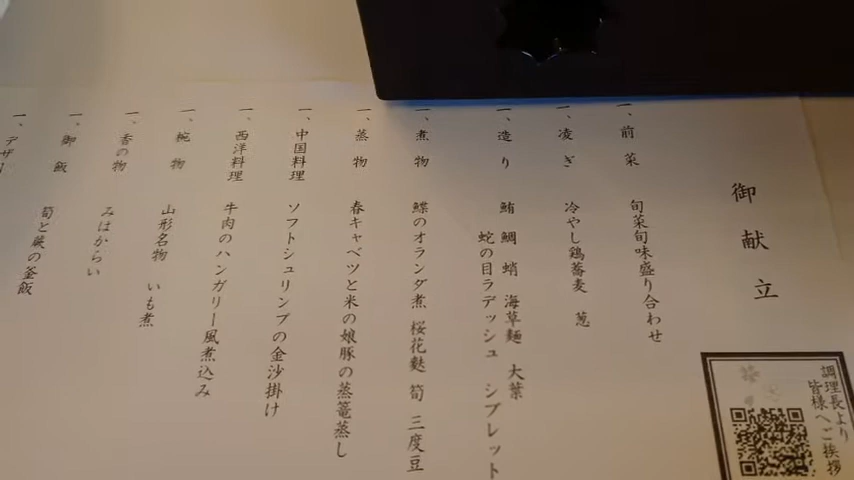 御献立
調理長より
皆様へご挨拶
一、前菜 旬菜旬味盛り合わせ
一、凌ぎ 冷やし鶏蕎麦 葱
一、造り 鮪 鯛 蛸 海草麺 大葉
蛇の目ラデッシュ シブレット
一、煮物 鰈のオランダ煮 桜花麩 筍 三度豆
一、蒸物 春キャベツと米の娘豚の蒸篭蒸し
一、中国料理 ソフトシュリンプの金沙掛け
一、西洋料理 牛肉のハンガリー風煮込み
一、椀物 山形名物 いも煮
一、香の物 みはからい
一、御飯 筍と蕨の釜飯
一、デザ